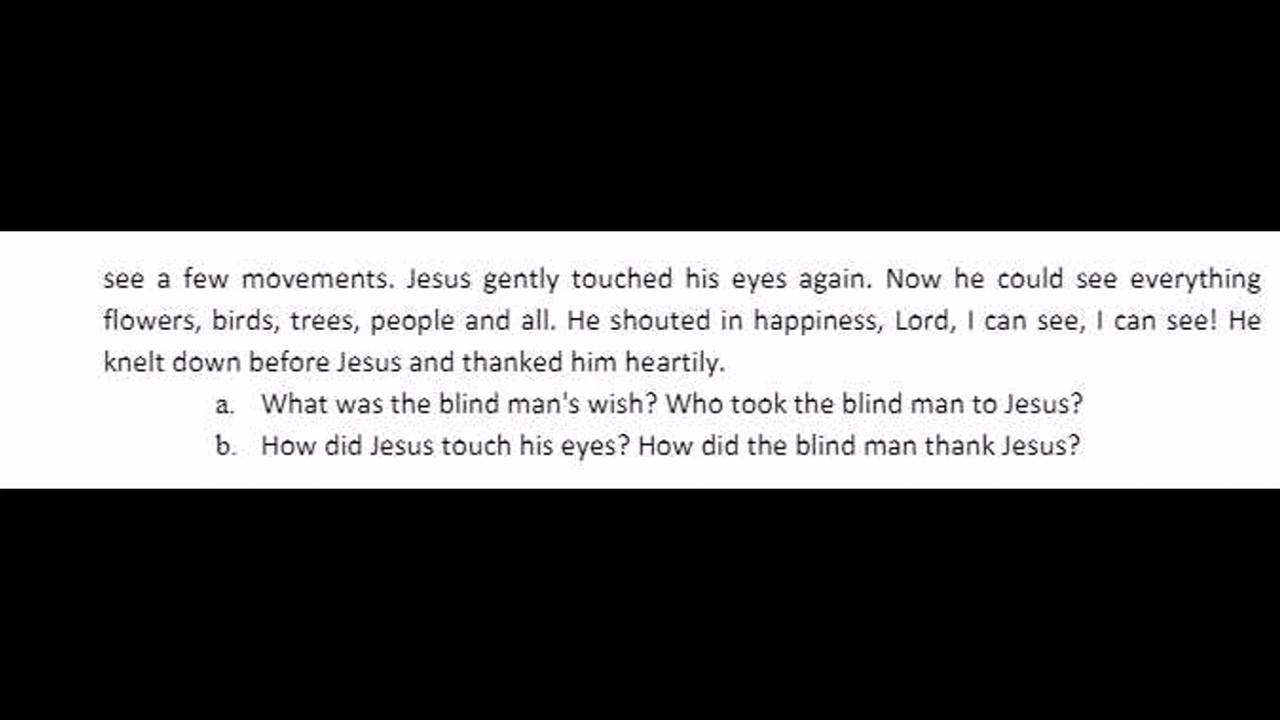 see a few movements. Jesus gently touched his eyes again. Now he could see everything
flowers, birds, trees, people and all. He shouted in happiness, Lord, I can see, I can see! He
knelt down before Jesus and thanked him heartily.
a. What was the blind man's wish? Who took the blind man to Jesus?
b. How did Jesus touch his eyes? How did the blind man thank Jesus?